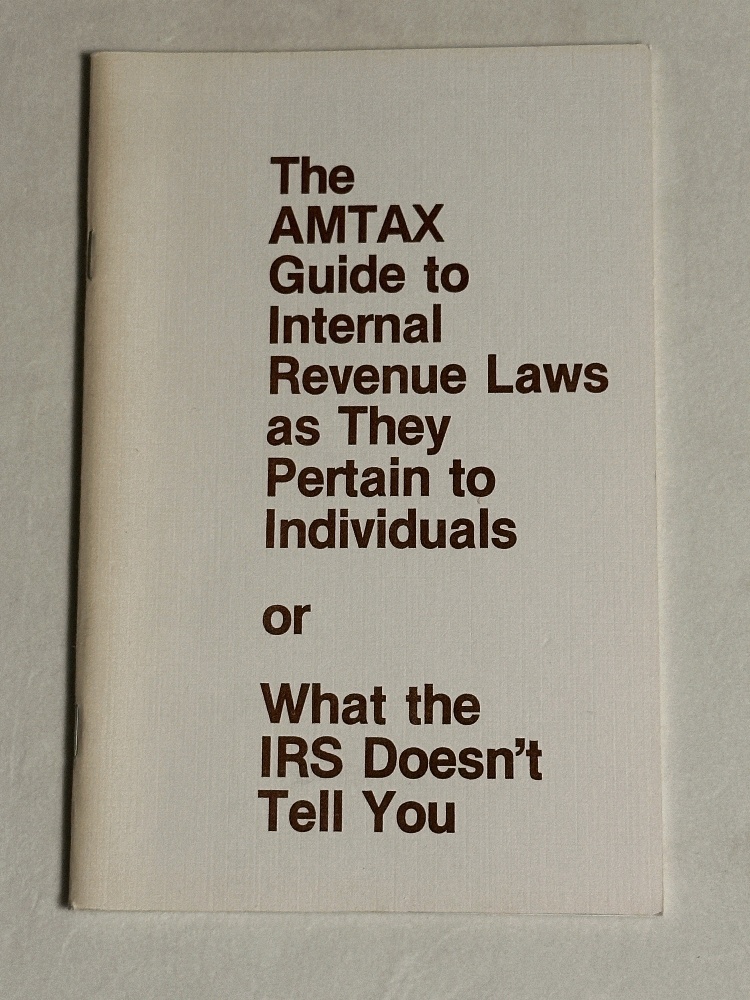 The
AMTAX
Guide to
Internal
Revenue Laws
as They
Pertain to
Individuals
or
What the
IRS Doesn't
Tell You